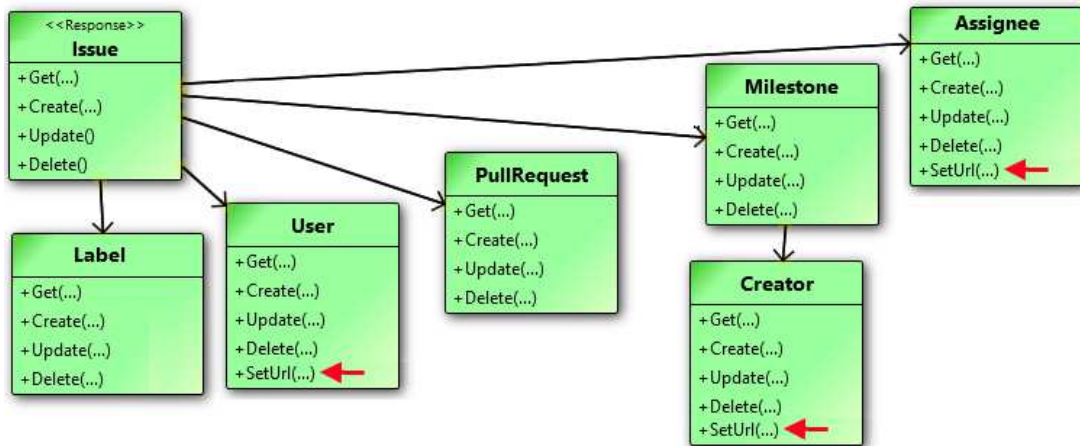 <<Response>>
Issue
+Get(...)
+Create(...)
+Update()
+Delete()
Label
+Get(...)
+Create(...)
+Update(...)
+Delete(...)
User
+Get(...)
+Create(...)
+Update(...)
+Delete(...)
+SetUrl(...)
PullRequest
+Get(...)
+Create(...)
+Update(...)
+Delete(...)
Milestone
+Get(...)
+Create(...)
+Update(...)
+Delete(...)
Creator
+Get(...)
+Create(...)
+Update(...)
+Delete(...)
+SetUrl(...)
Assignee
+Get(...)
+Create(...)
+Update(...)
+Delete(...)
+SetUrl(...)